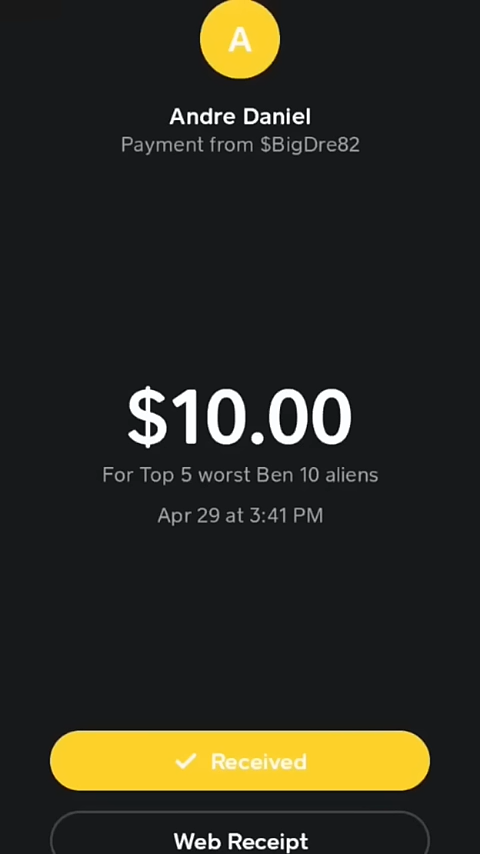 A
Andre Daniel
Payment from $BigDre82
$10.00
For Top 5 worst Ben 10 aliens
Apr 29 at 3:41 PM
Received
Web Receipt